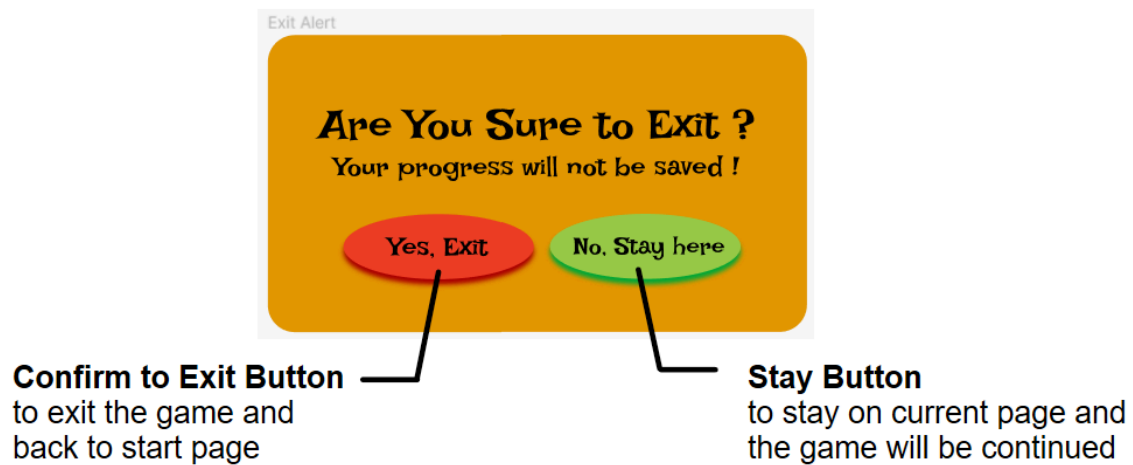 Exit Alert
Are You Sure to Exit ?
Your progress will not be saved !
Yes, Exit
No, Stay here
Confirm to Exit Button
to exit the game and
back to start page
Stay Button
to stay on current page and
the game will be continued